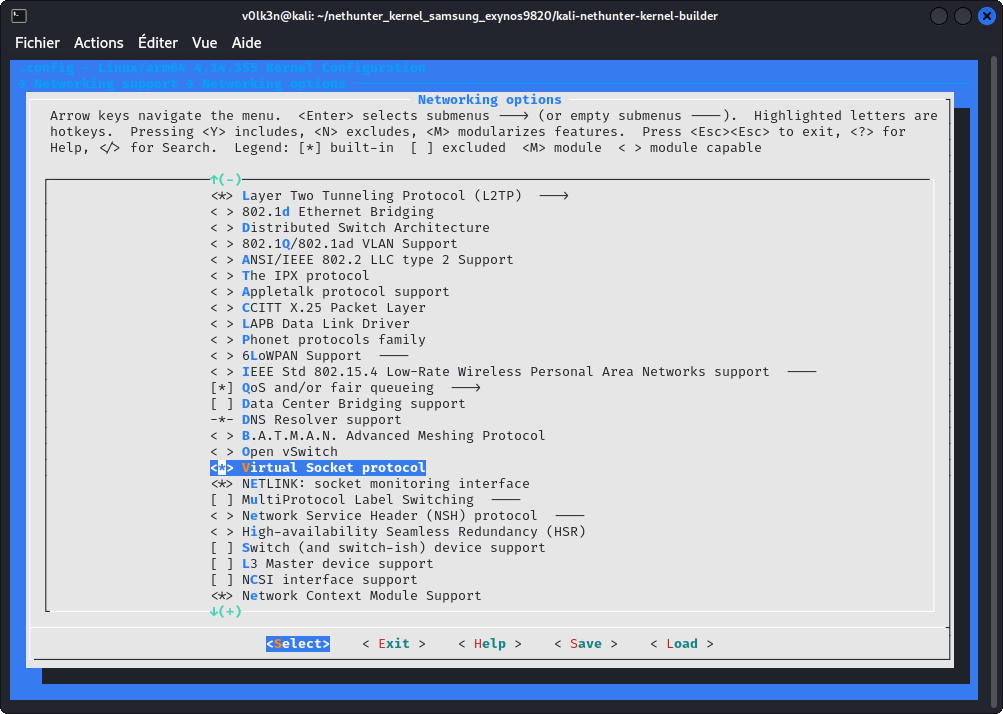 v0lk3n@kali: ~/nethunter_kernel_samsung_exynos9820/kali-nethunter-kernel-builder
Fichier Actions Éditer Vue Aide
.config - Linux/arm64 4.14.355 Kernel Configuration
→ Networking support → Networking options
Networking options
Arrow keys navigate the menu. <Enter> selects submenus ---> (or empty submenus ----). Highlighted letters are
hotkeys. Pressing <Y> includes, <N> excludes, <M> modularizes features. Press <Esc><Esc> to exit, <?> for
Help, </> for Search. Legend: [*] built-in [ ] excluded <M> module < > module capable
↑(-)
<*> Layer Two Tunneling Protocol (L2TP) --->
< > 802.1d Ethernet Bridging
< > Distributed Switch Architecture
< > 802.1Q/802.1ad VLAN Support
< > ANSI/IEEE 802.2 LLC type 2 Support
< > The IPX protocol
< > Appletalk protocol support
< > CCITT X.25 Packet Layer
< > LAPB Data Link Driver
< > Phonet protocols family
< > 6LoWPAN Support ----
< > IEEE Std 802.15.4 Low-Rate Wireless Personal Area Networks support ----
[*] QoS and/or fair queueing --->
[ ] Data Center Bridging support
-*- DNS Resolver support
< > B.A.T.M.A.N. Advanced Meshing Protocol
< > Open vSwitch
<*> Virtual Socket protocol
<*> NETLINK: socket monitoring interface
[ ] MultiProtocol Label Switching ----
< > Network Service Header (NSH) protocol ----
< > High-availability Seamless Redundancy (HSR)
[ ] Switch (and switch-ish) device support
[ ] L3 Master device support
[ ] NCSI interface support
<*> Network Context Module Support
↓(+)
<Select> < Exit > < Help > < Save > < Load >